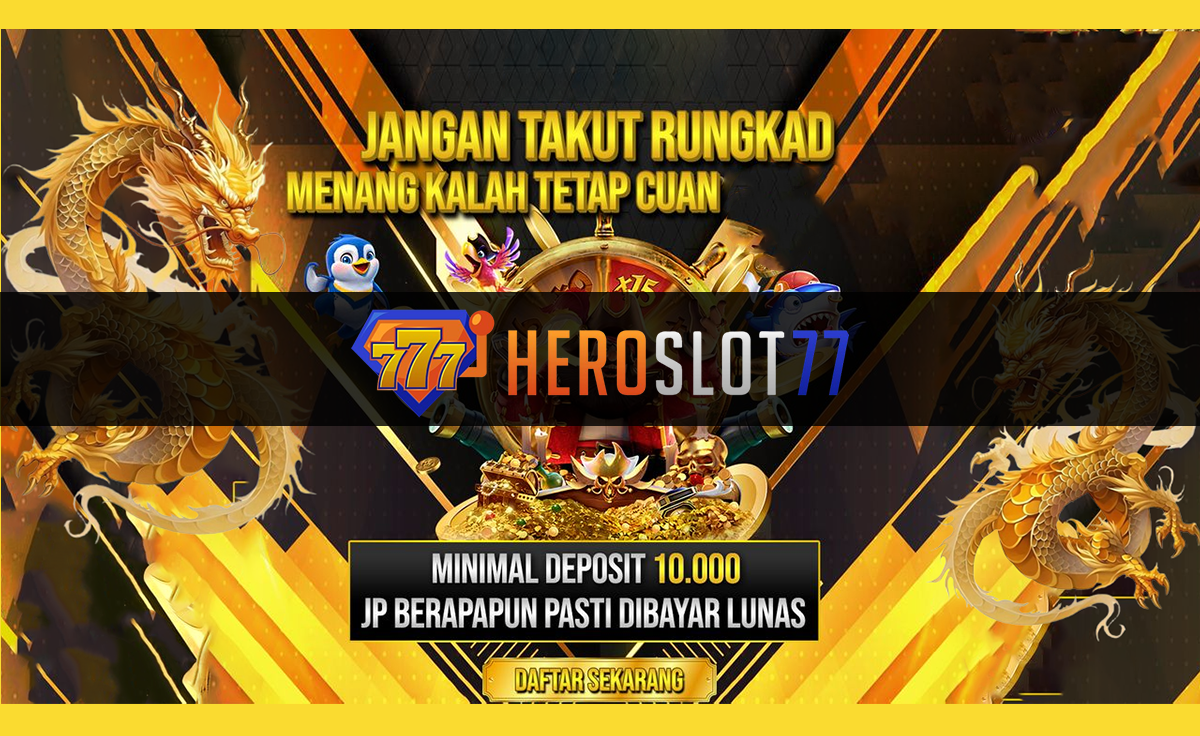 JANGAN TAKUT RUNGKAD
MENANG KALAH TETAP CUAN
x15
777 HEROSLOT77
MINIMAL DEPOSIT 10.000
JP BERAPAPUN PASTI DIBAYAR LUNAS
DAFTAR SEKARANG